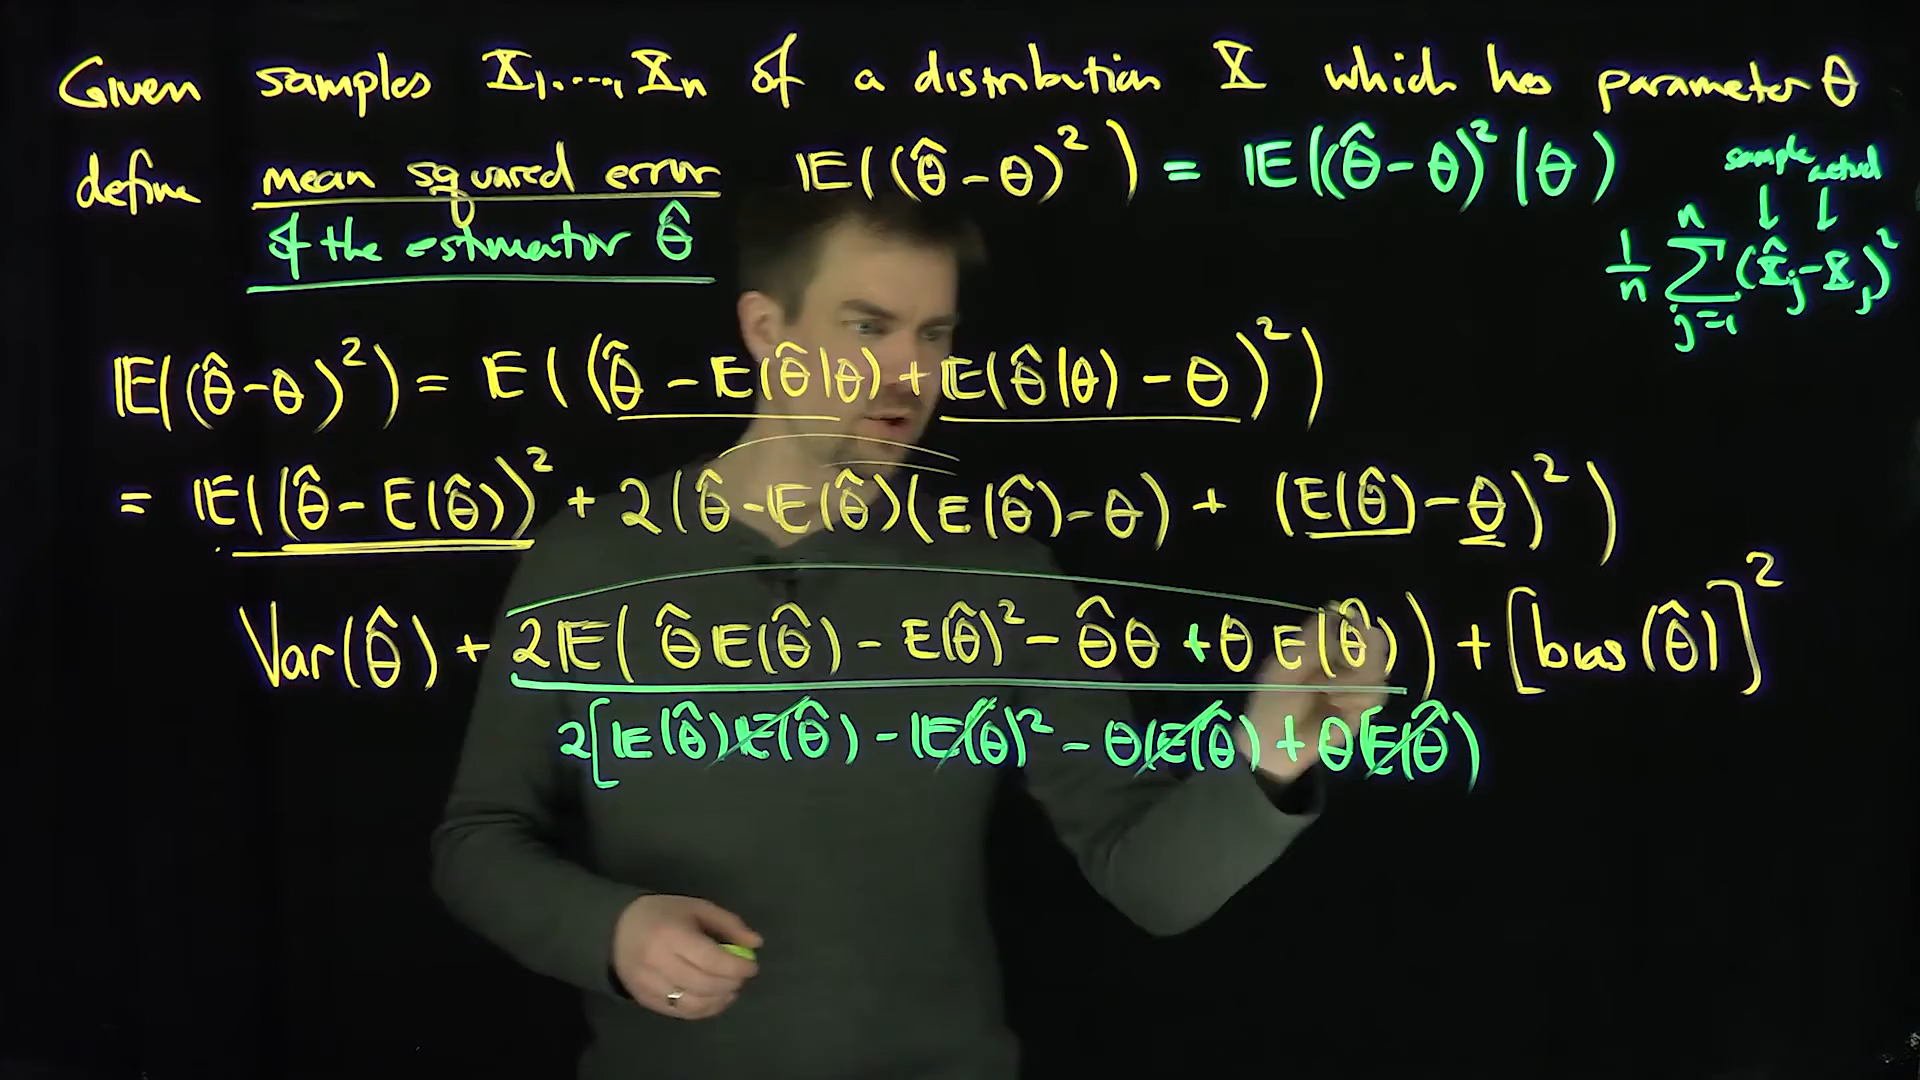 Given samples X₁,...,Xₙ of a distribution X which has parameter θ
define mean squared error 𝔼((θ̂-θ)²) = 𝔼((θ̂-θ)²|θ)
of the estimator θ̂
sample actual
↓ ↓
1/n Σ_{j=1}^{n} (X̂ⱼ-Xⱼ)²
𝔼((θ̂-θ)²) = 𝔼((θ̂ - 𝔼(θ̂|θ) + 𝔼(θ̂|θ) - θ)²)
= 𝔼((θ̂-𝔼(θ̂))² + 2(θ̂-𝔼(θ̂))(𝔼(θ̂)-θ) + (𝔼(θ̂)-θ)²)
Var(θ̂) + 2𝔼(θ̂𝔼(θ̂) - 𝔼(θ̂)² - θ̂θ + θ𝔼(θ̂)) + [bias(θ̂)]²
2[𝔼(θ̂)𝔼(θ̂) - 𝔼(θ̂)² - θ𝔼(θ̂) + θ𝔼(θ̂)